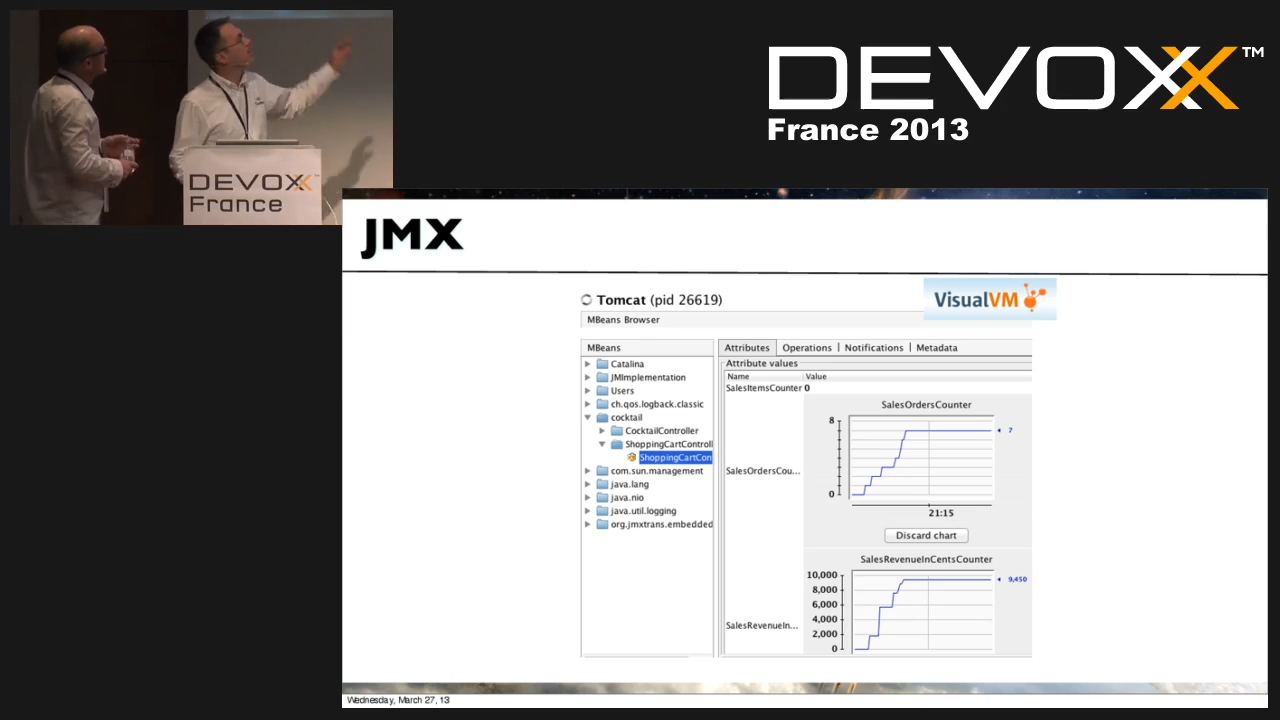 DEVOXX™
France 2013
DEVOXX™
France
JMX
Tomcat (pid 26619)
VisualVM
MBeans Browser
MBeans
Attributes
Operations
Notifications
Metadata
Catalina
JMImplementation
Users
ch.qos.logback.classic
cocktail
CocktailController
ShoppingCartControll
ShoppingCartCon
com.sun.management
java.lang
java.nio
java.util.logging
org.jmxtrans.embedded
Attribute values
Name Value
SalesItemsCounter 0
SalesOrdersCounter
8
7
SalesOrdersCou...
0
21:15
Discard chart
SalesRevenueInCentsCounter
10,000
9,450
8,000
6,000
4,000
SalesRevenueIn...
2,000
0
Wednesday, March 27, 13